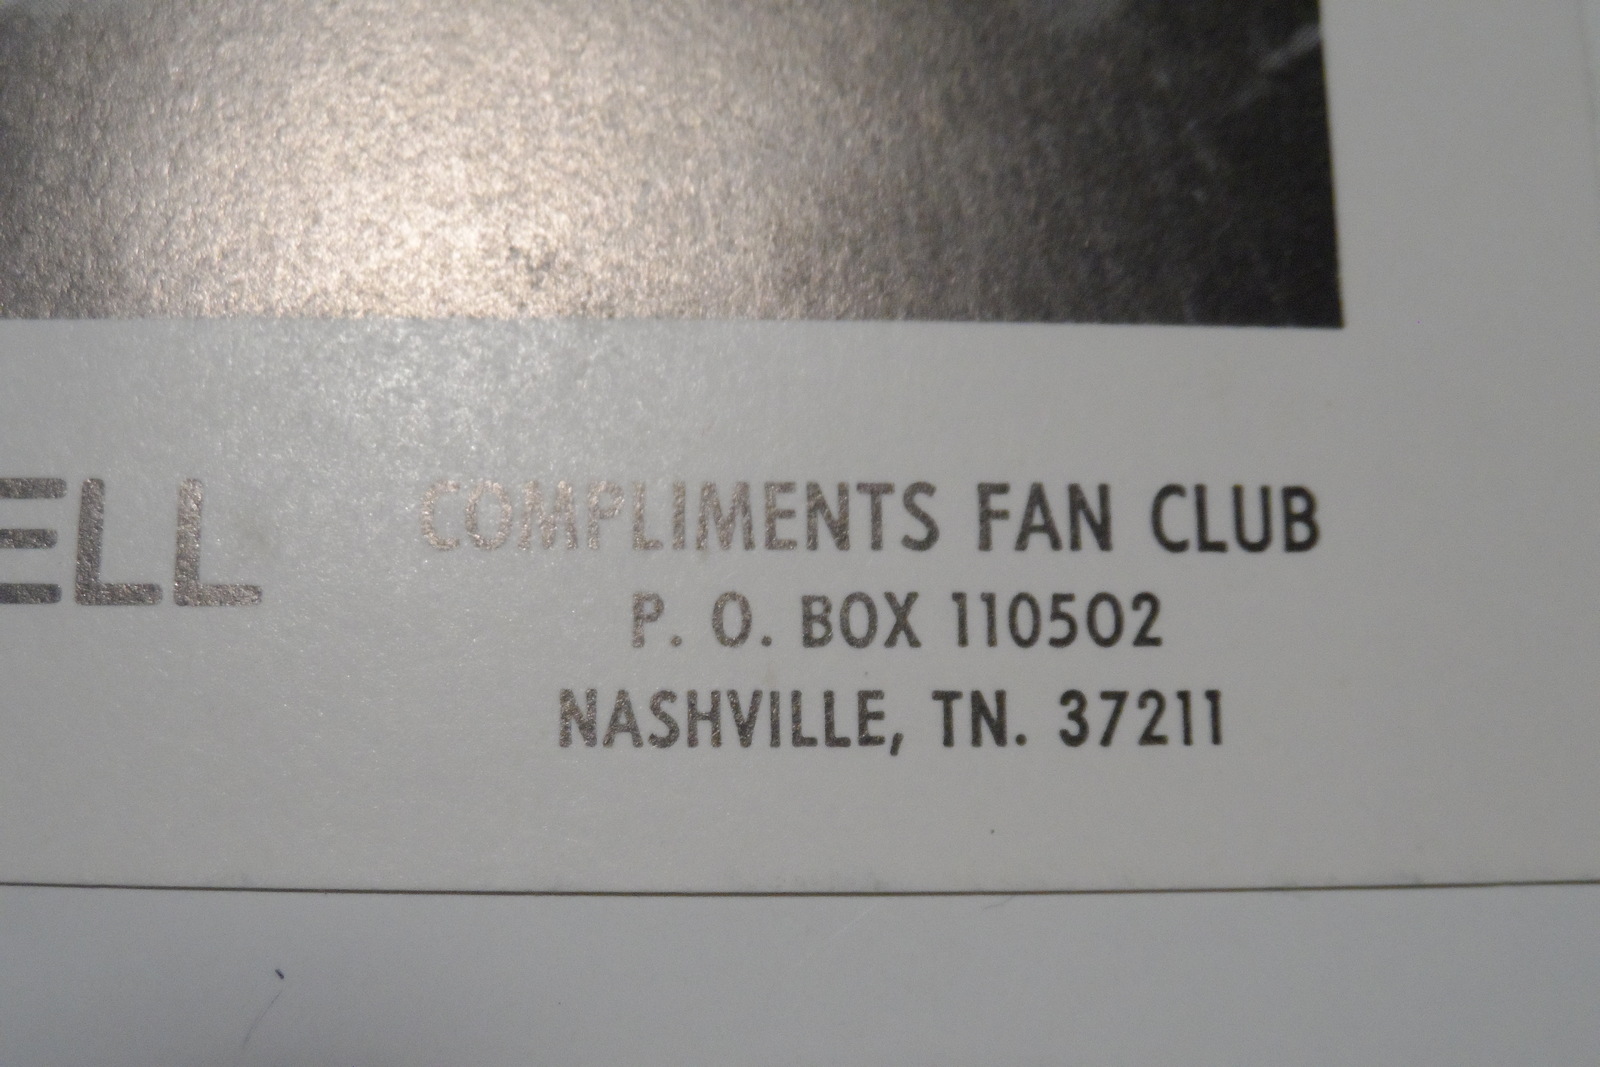 ELL
COMPLIMENTS FAN CLUB
P. O. BOX 110502
NASHVILLE, TN. 37211